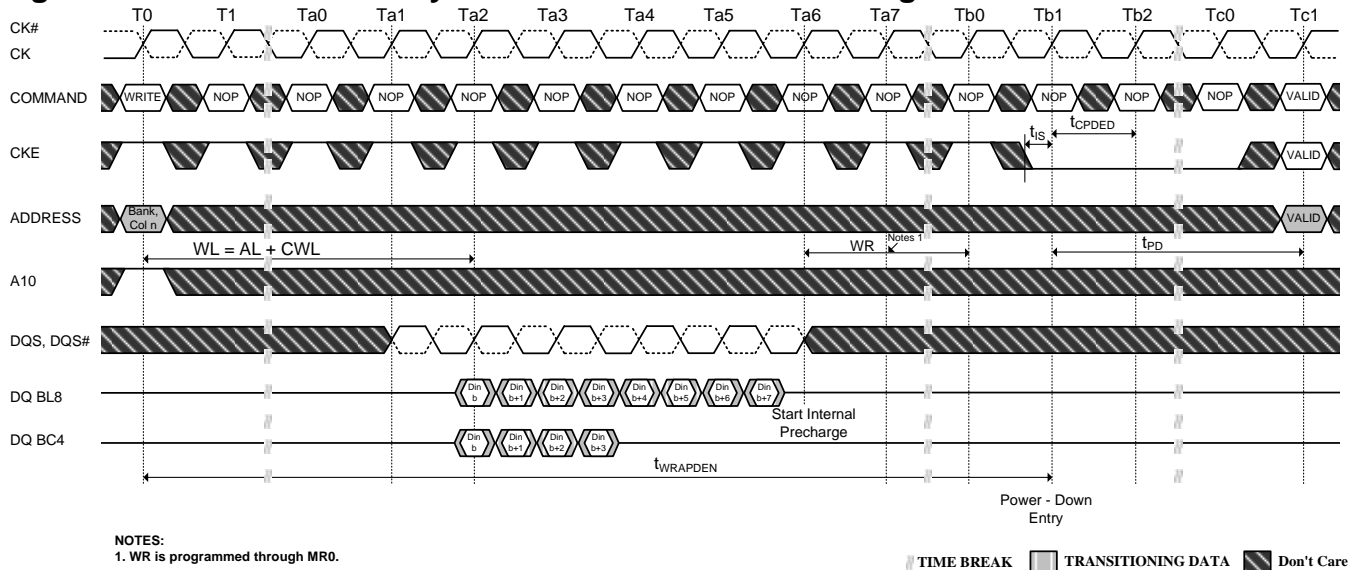 T0 T1 Ta0 Ta1 Ta2 Ta3 Ta4 Ta5 Ta6 Ta7 Tb0 Tb1 Tb2 Tc0 Tc1
CK#
CK
COMMAND WRITE NOP NOP NOP NOP NOP NOP NOP NOP NOP NOP NOP NOP NOP VALID
tIS tCPDED
CKE VALID
ADDRESS Bank, Col n VALID
WL = AL + CWL WR Notes 1 tPD
A10
DQS, DQS#
DQ BL8 Din b Din b+1 Din b+2 Din b+3 Din b+4 Din b+5 Din b+6 Din b+7
Start Internal
Precharge
DQ BC4 Din b Din b+1 Din b+2 Din b+3
tWRAPDEN
Power - Down
Entry
NOTES:
1. WR is programmed through MR0.
TIME BREAK TRANSITIONING DATA Don't Care